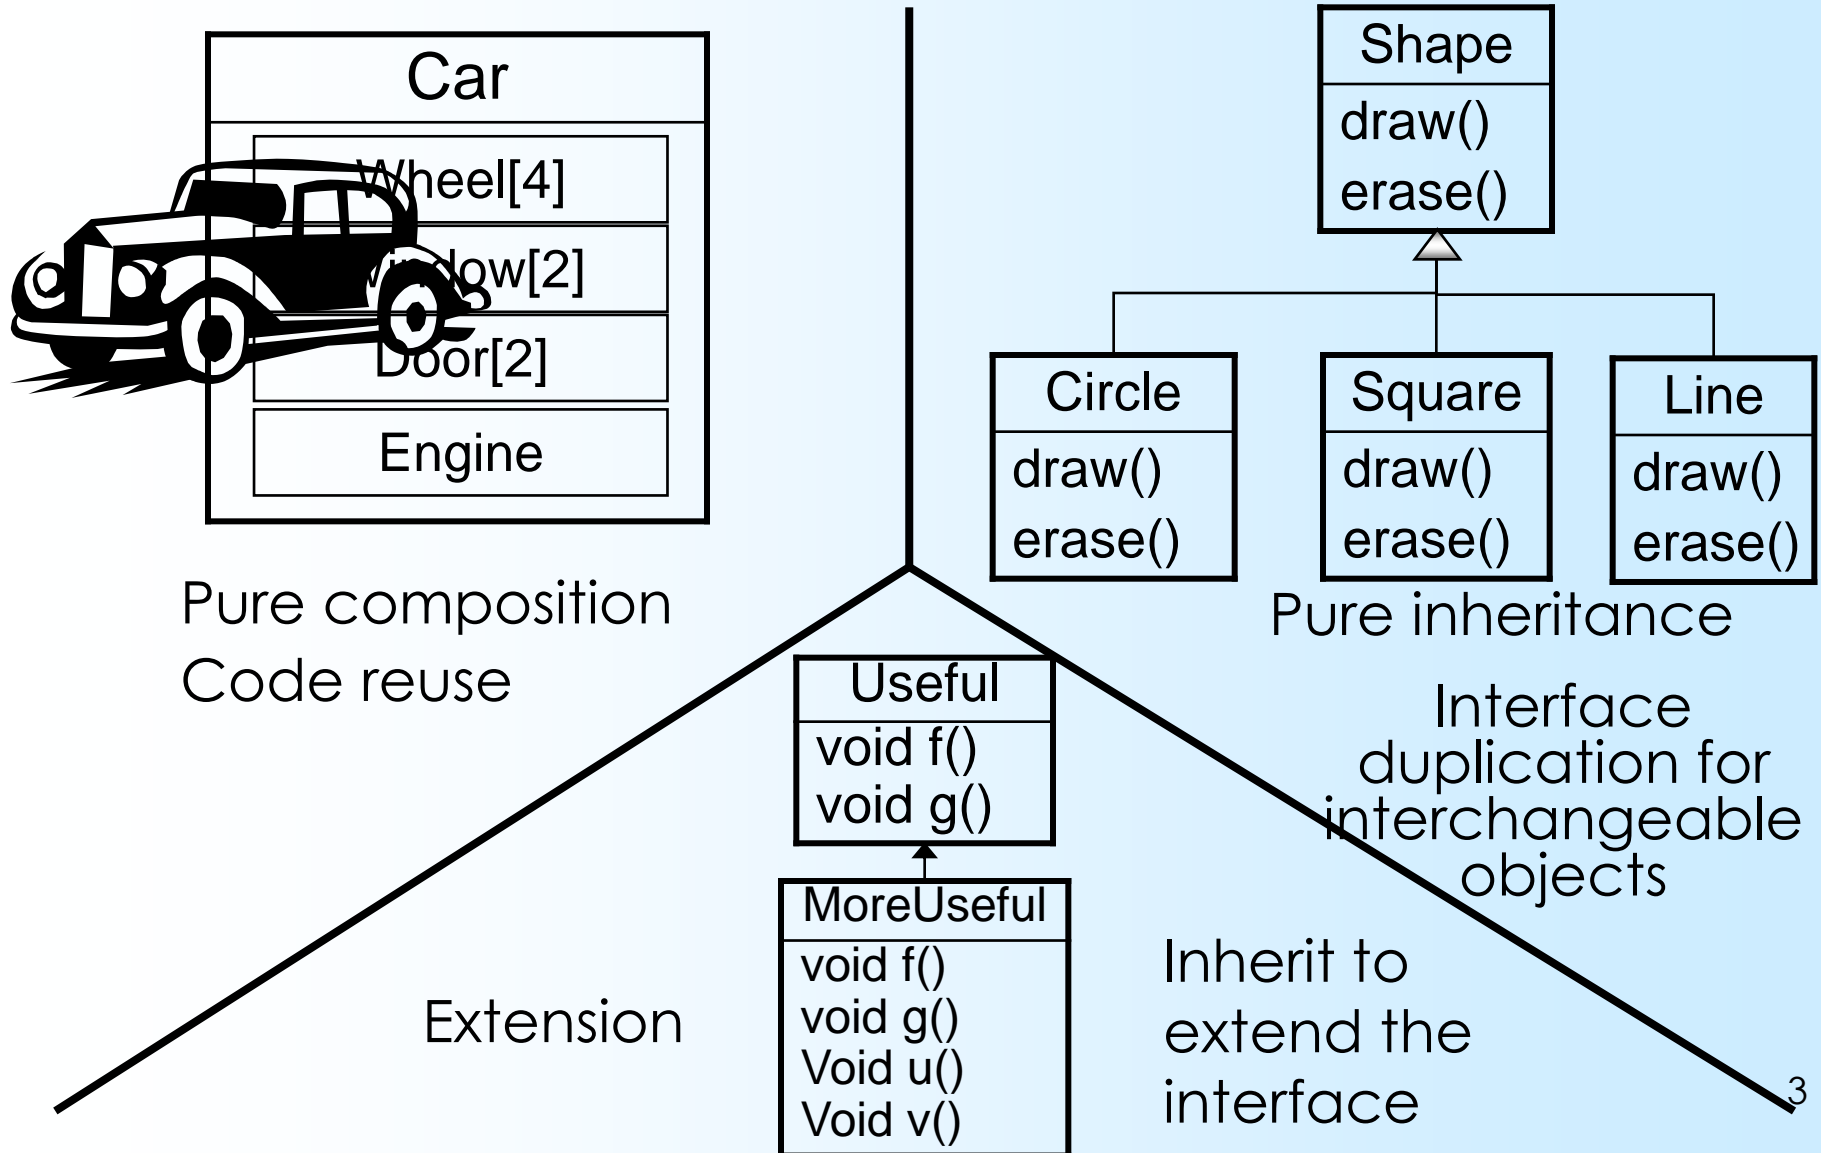 Car
Wheel[4]
Window[2]
Door[2]
Engine
Pure composition
Code reuse
Shape
draw()
erase()
Circle
draw()
erase()
Square
draw()
erase()
Line
draw()
erase()
Pure inheritance
Interface
duplication for
interchangeable
objects
Useful
void f()
void g()
MoreUseful
void f()
void g()
Void u()
Void v()
Extension
Inherit to
extend the
interface
3